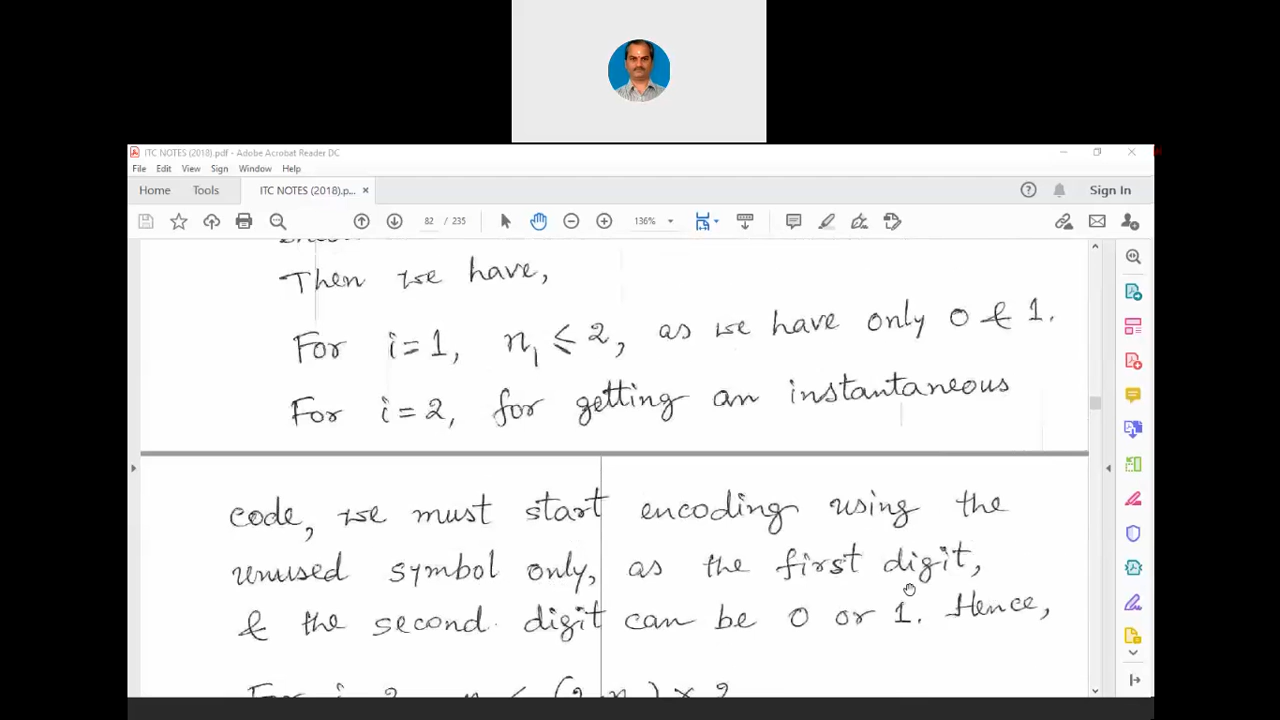 ITC NOTES (2018).pdf - Adobe Acrobat Reader DC
File Edit View Sign Window Help
Home Tools ITC NOTES (2018).p... × Sign In
82 / 235 136%
Then we have,
For i=1, n₁ ≤ 2, as we have only 0 & 1.
For i=2, for getting an instantaneous
code, we must start encoding using the
unused symbol only, as the first digit,
& the second digit can be 0 or 1. Hence,